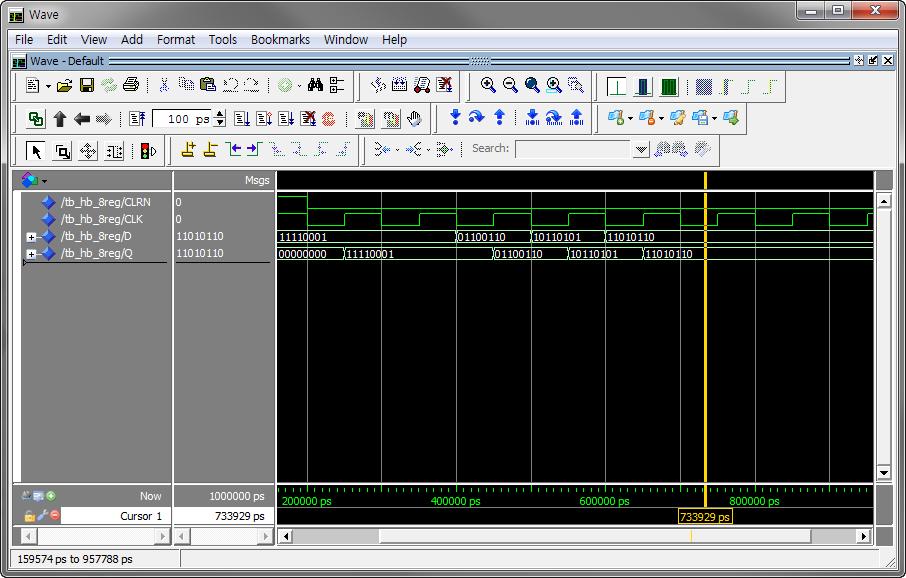 Wave
File Edit View Add Format Tools Bookmarks Window Help
Wave - Default
100 ps
Search:
Msgs
/tb_hb_8reg/CLRN 0
/tb_hb_8reg/CLK 0
/tb_hb_8reg/D 11010110 11110001 01100110 10110101 11010110
/tb_hb_8reg/Q 11010110 00000000 11110001 01100110 10110101 11010110
Now 1000000 ps 200000 ps 400000 ps 600000 ps 800000 ps
Cursor 1 733929 ps 733929 ps
159574 ps to 957788 ps